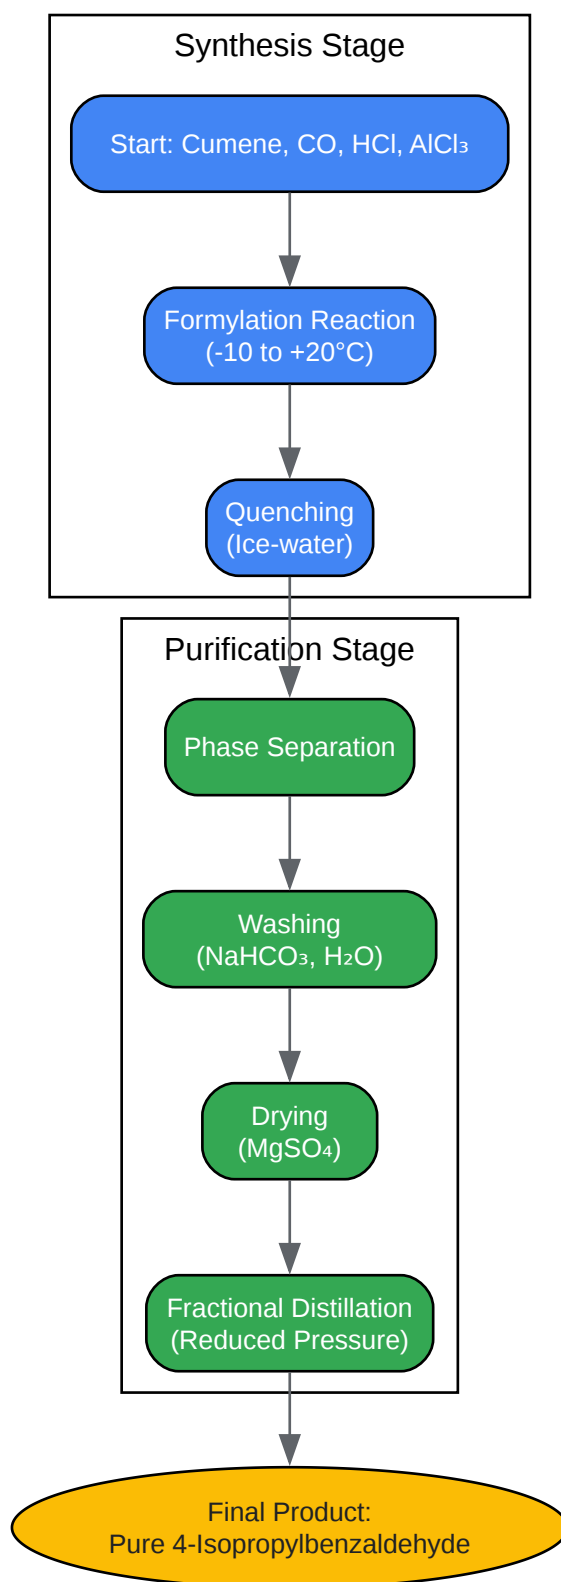 Synthesis Stage
Start: Cumene, CO, HCl, AlCl₃
Formylation Reaction
(-10 to +20°C)
Quenching
(Ice-water)
Purification Stage
Phase Separation
Washing
(NaHCO₃, H₂O)
Drying
(MgSO₄)
Fractional Distillation
(Reduced Pressure)
Final Product:
Pure 4-Isopropylbenzaldehyde